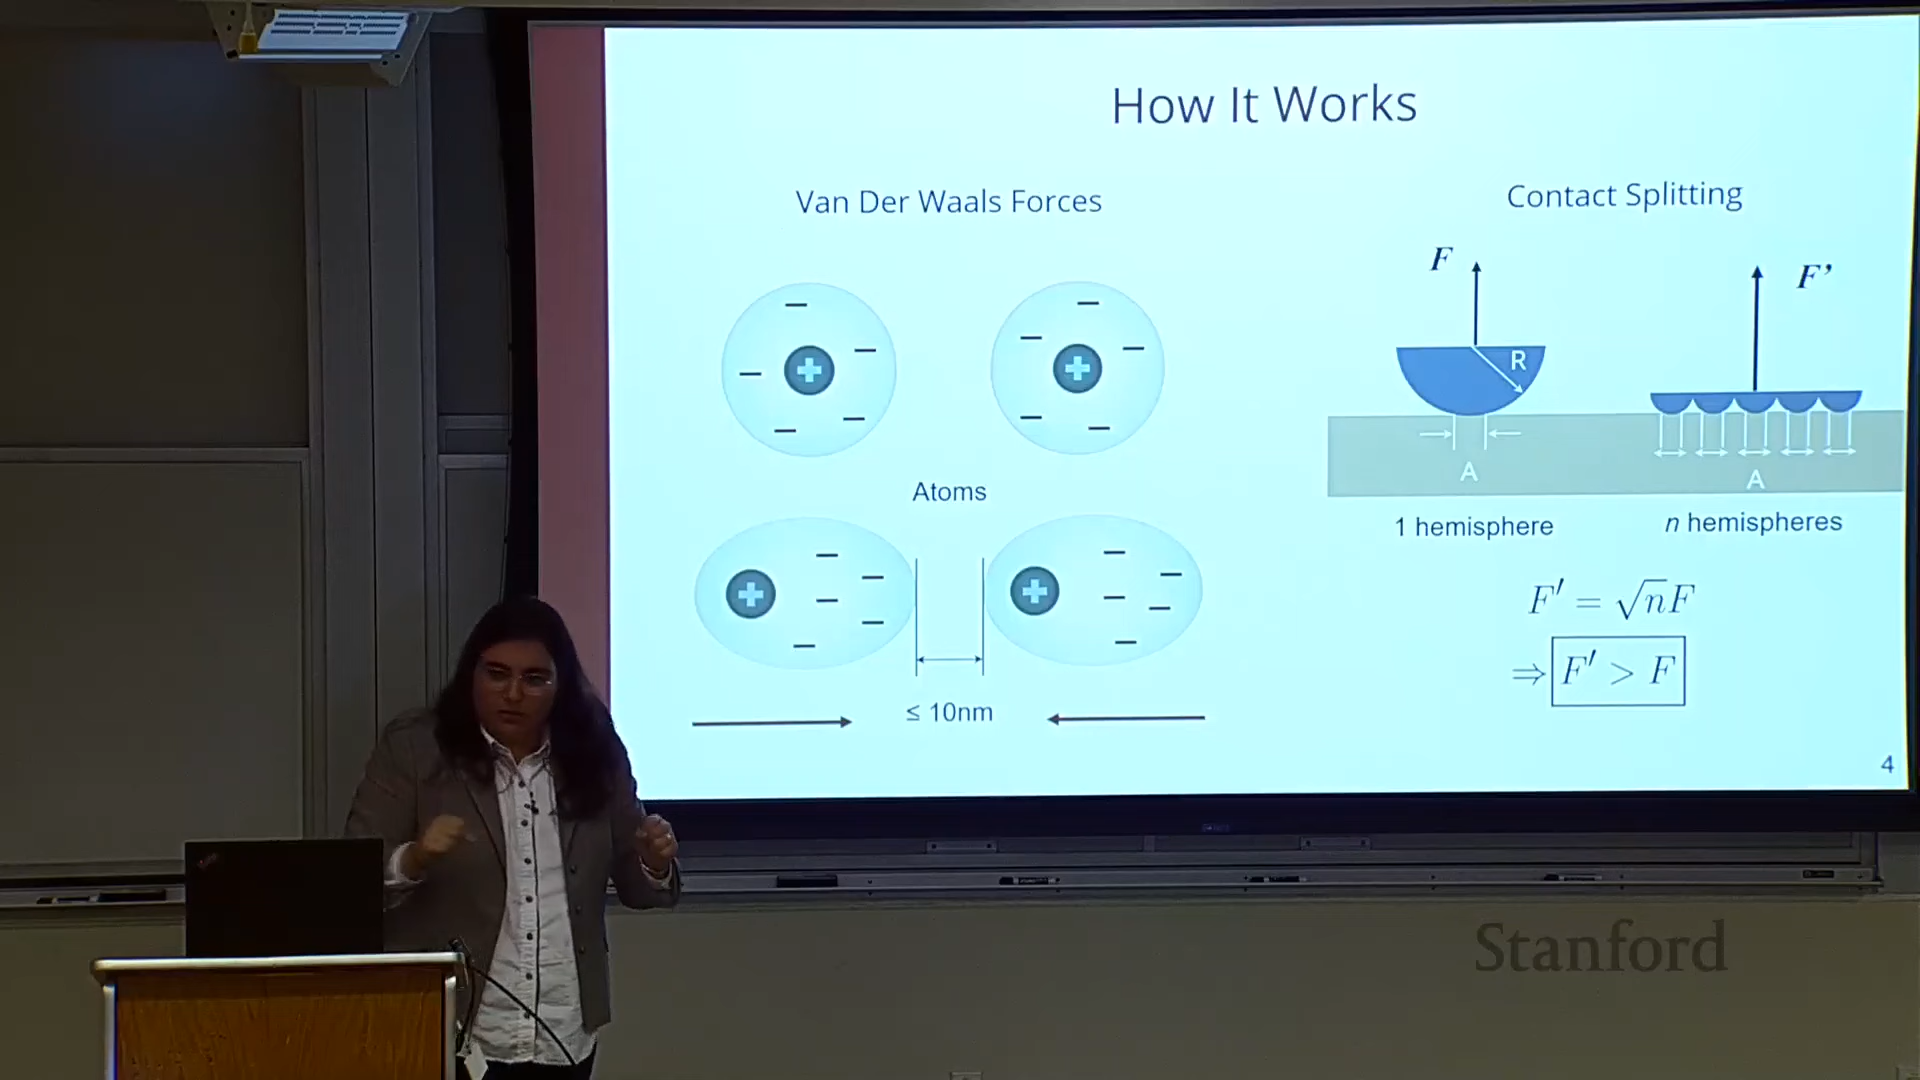 How It Works
Van Der Waals Forces
Atoms
≤ 10nm
Contact Splitting
F
F’
R
A
A
1 hemisphere
n hemispheres
F′ = √nF
⇒ F′ > F
4
Stanford